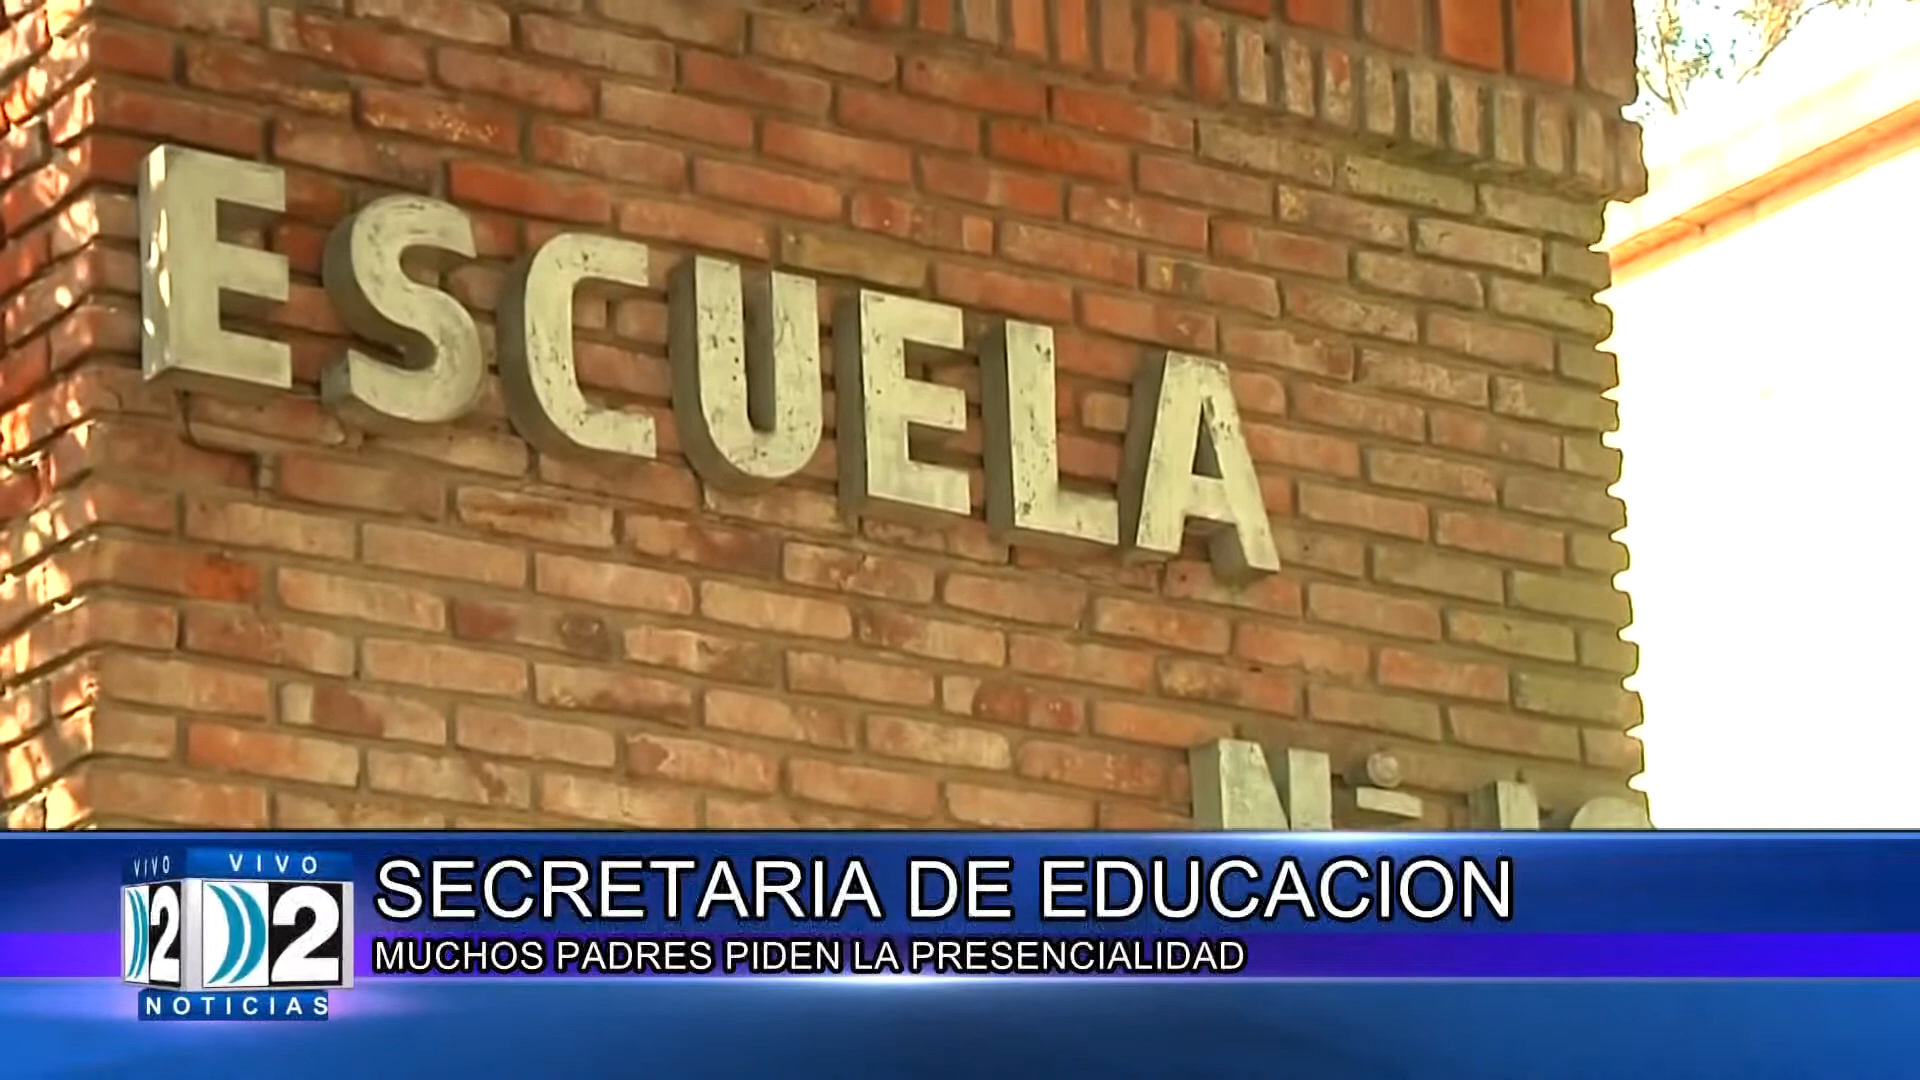 ESCUELA
VIVO VIVO
2 2
NOTICIAS
SECRETARIA DE EDUCACION
MUCHOS PADRES PIDEN LA PRESENCIALIDAD